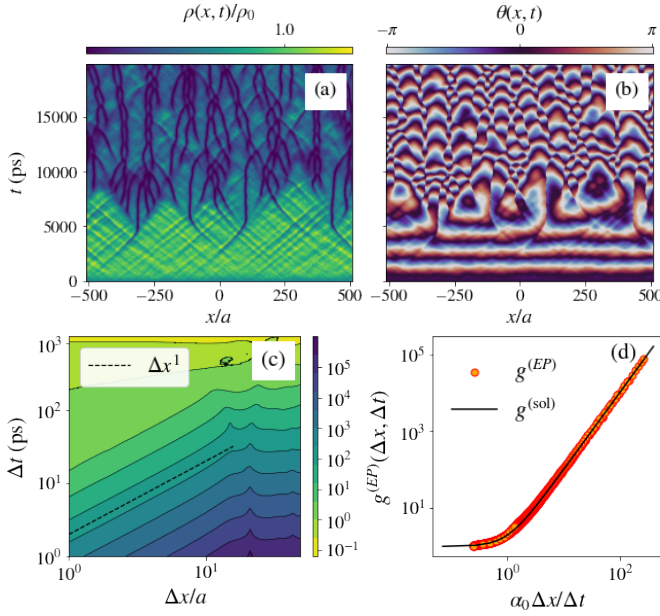 ρ(x, t)/ρ₀
1.0
θ(x, t)
−π
0
π
(a)
(b)
t (ps)
15000
10000
5000
0
−500
−250
0
250
500
−500
−250
0
250
500
x/a
x/a
(c)
Δx¹
Δt (ps)
10³
10²
10¹
10⁰
10⁰
10¹
Δx/a
10⁵
10⁴
10³
10²
10¹
10⁰
10⁻¹
(d)
g⁽ᴱᴾ⁾
g⁽ˢᵒˡ⁾
g⁽ᴱᴾ⁾(Δx, Δt)
10⁵
10³
10¹
10⁰
10²
α₀Δx/Δt